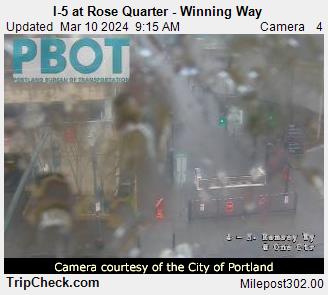 I-5 at Rose Quarter - Winning Way
Updated Mar 10 2024 9:15 AM Camera 4
PBOT
PORTLAND BUREAU OF TRANSPORTATION
Camera courtesy of the City of Portland
TripCheck.com Milepost302.00